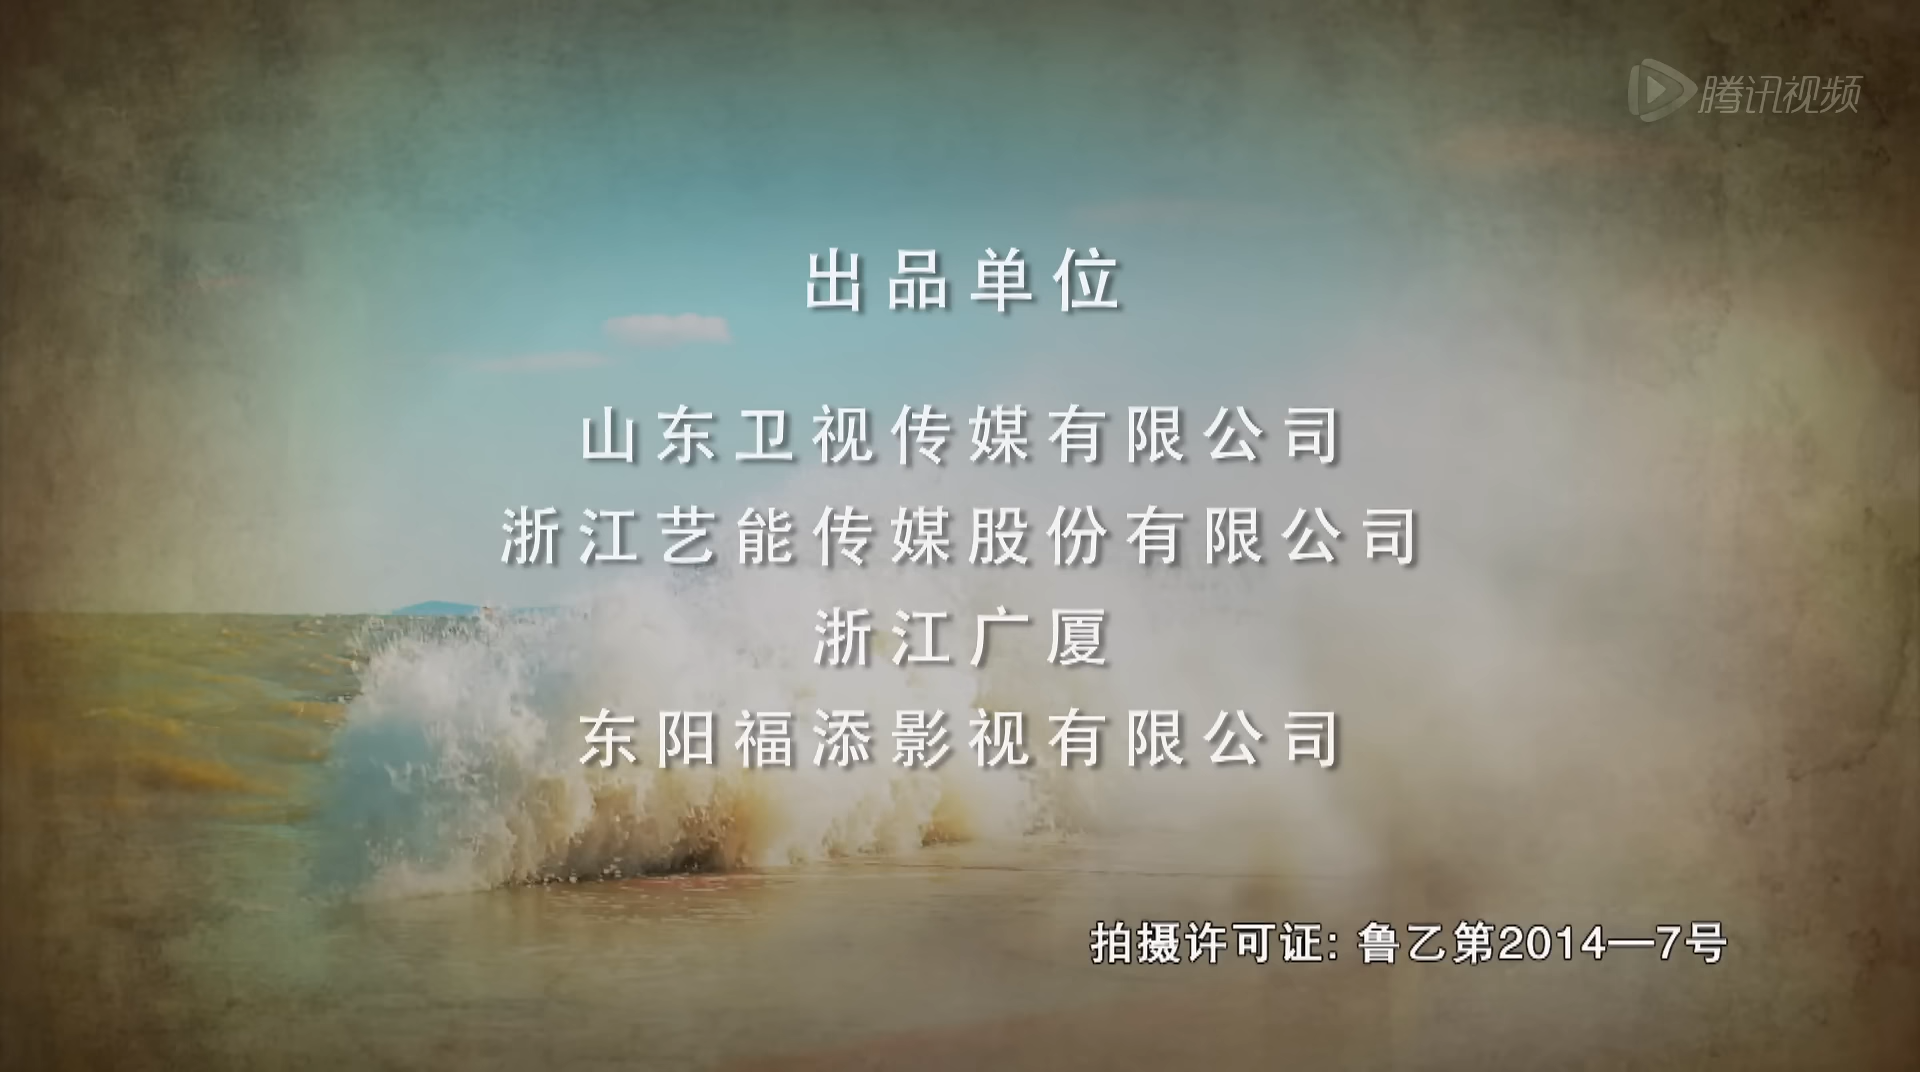 腾讯视频
出品单位
山东卫视传媒有限公司
浙江艺能传媒股份有限公司
浙江广厦
东阳福添影视有限公司
拍摄许可证: 鲁乙第2014—7号